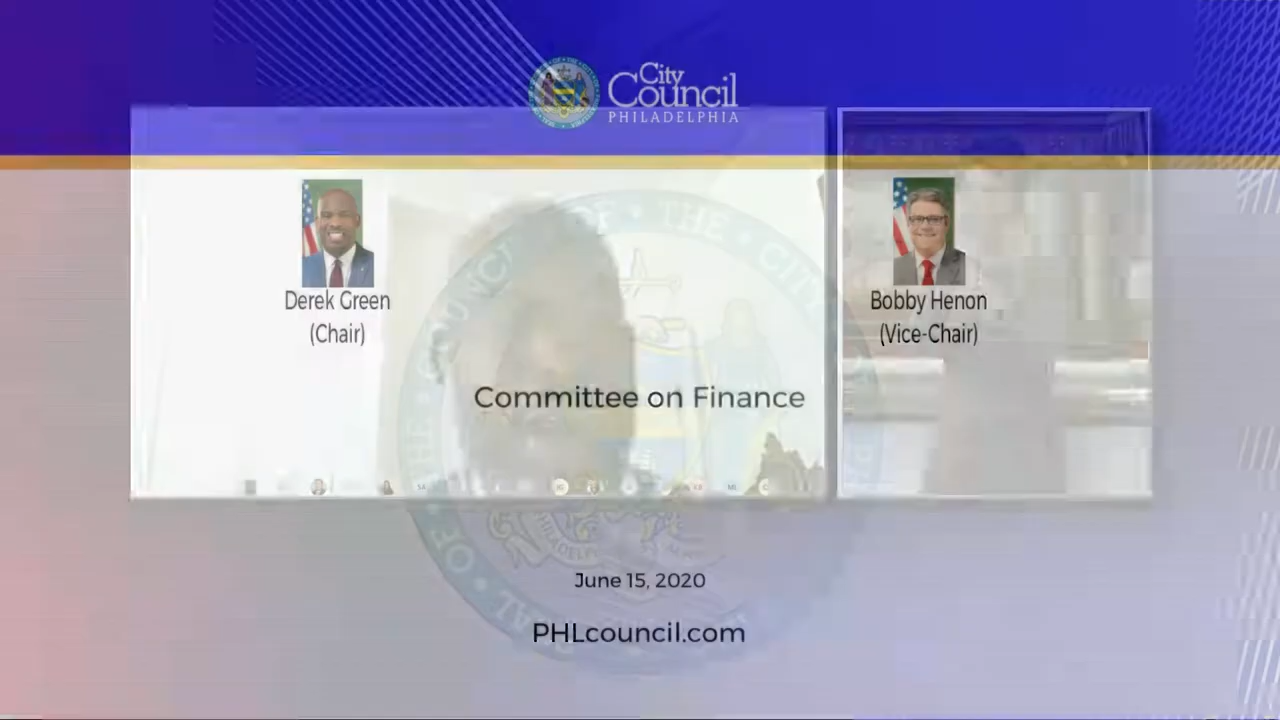 City
Council
PHILADELPHIA
Derek Green
(Chair)
Bobby Henon
(Vice-Chair)
Committee on Finance
June 15, 2020
PHLcouncil.com